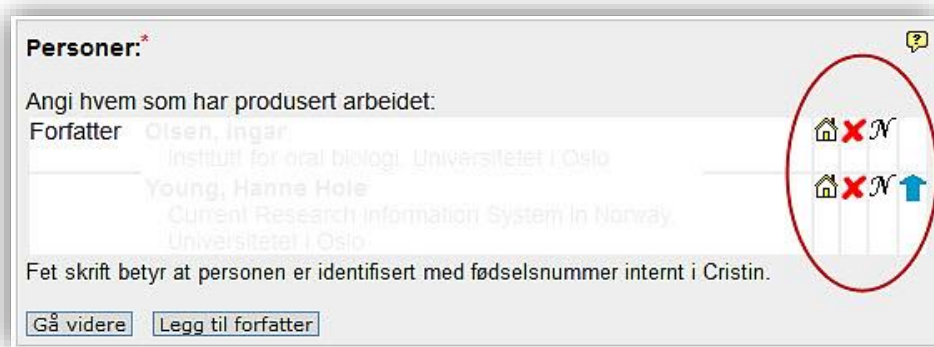 Personer:*
Angi hvem som har produsert arbeidet:
Forfatter Olsen, Ingar
Institutt for oral biologi, Universitetet i Oslo
Young, Hanne Hole
Current Research Information System in Norway,
Universitetet i Oslo
Fet skrift betyr at personen er identifisert med fødselsnummer internt i Cristin.
Gå videre Legg til forfatter